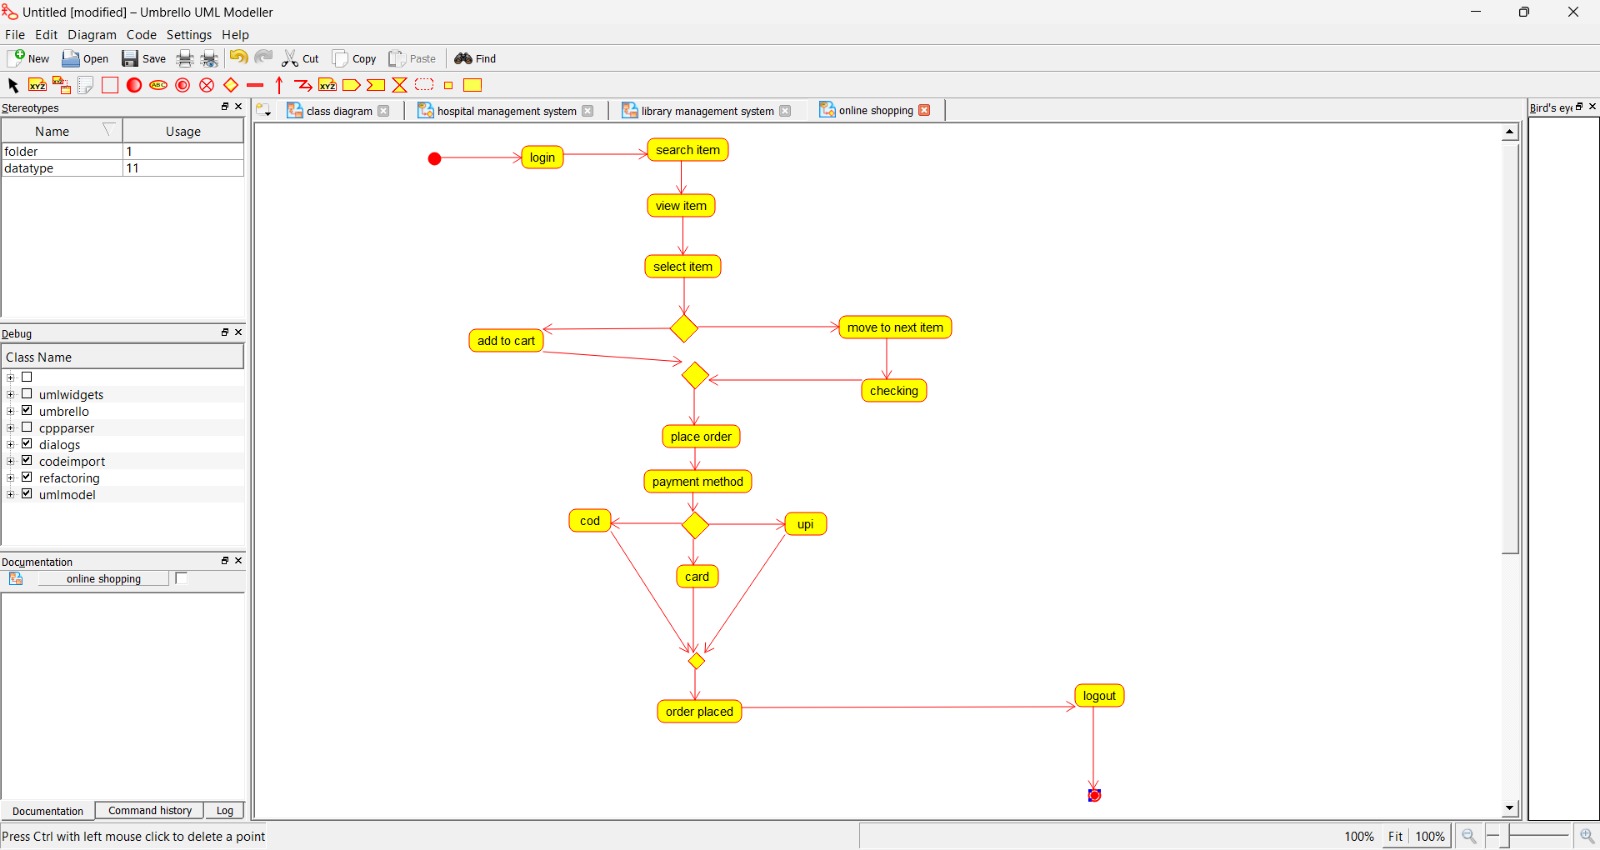 Untitled [modified] – Umbrello UML Modeller
File Edit Diagram Code Settings Help
New Open Save Cut Copy Paste Find
XYZ XYZ ABC XYZ
Stereotypes
Name Usage
folder 1
datatype 11
Debug
Class Name
umlwidgets
umbrello
cppparser
dialogs
codeimport
refactoring
umlmodel
Documentation
online shopping
Documentation Command history Log
class diagram hospital management system library management system online shopping
login
search item
view item
select item
add to cart
move to next item
checking
place order
payment method
cod
upi
card
order placed
logout
Bird's eye
Press Ctrl with left mouse click to delete a point
100% Fit 100%